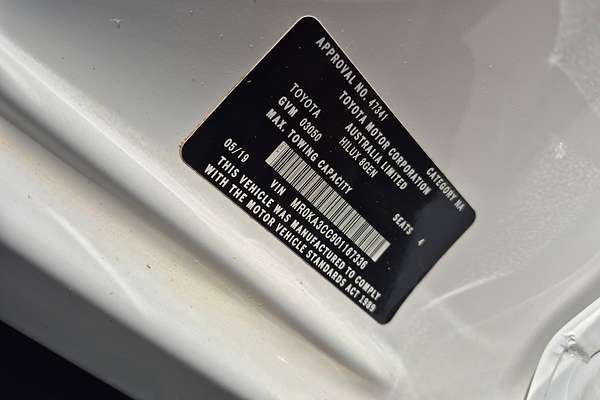 APPROVAL NO. 47341 CATEGORY NA
TOYOTA MOTOR CORPORATION
AUSTRALIA LIMITED
TOYOTA HILUX 8GEN
GVM 03050 SEATS 4
MAX. TOWING CAPACITY
05/19
VIN MR0KA3CC901167336
THIS VEHICLE WAS MANUFACTURED TO COMPLY
WITH THE MOTOR VEHICLE STANDARDS ACT 1989